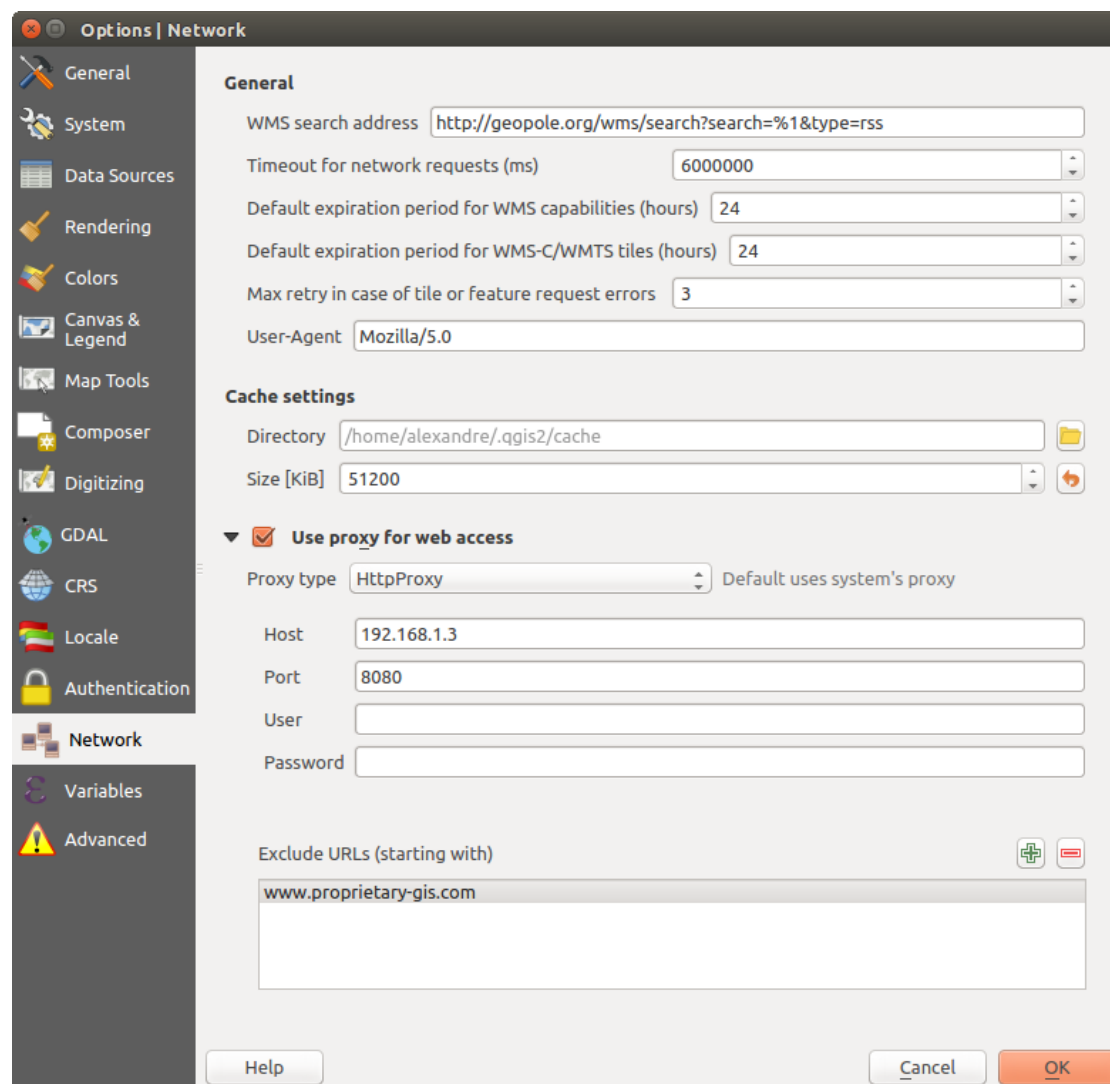 Options | Network
General
System
Data Sources
Rendering
Colors
Canvas &
Legend
Map Tools
Composer
Digitizing
GDAL
CRS
Locale
Authentication
Network
Variables
Advanced
General
WMS search address http://geopole.org/wms/search?search=%1&type=rss
Timeout for network requests (ms) 6000000
Default expiration period for WMS capabilities (hours) 24
Default expiration period for WMS-C/WMTS tiles (hours) 24
Max retry in case of tile or feature request errors 3
User-Agent Mozilla/5.0
Cache settings
Directory /home/alexandre/.qgis2/cache
Size [KiB] 51200
Use proxy for web access
Proxy type HttpProxy Default uses system's proxy
Host 192.168.1.3
Port 8080
User
Password
Exclude URLs (starting with)
www.proprietary-gis.com
Help Cancel OK